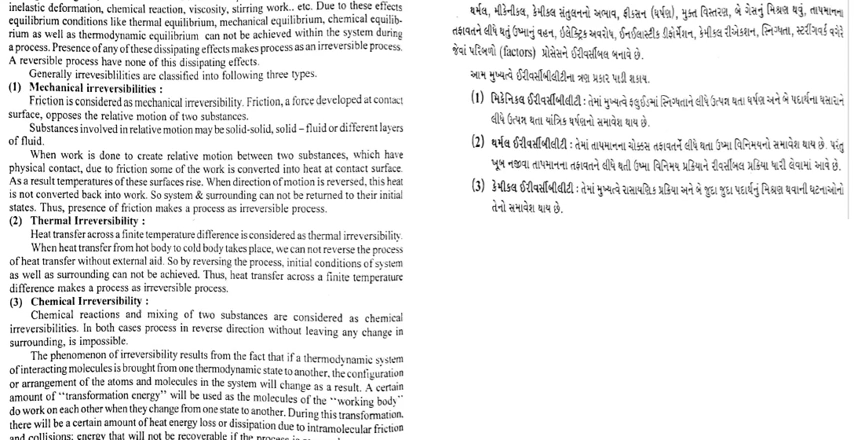 inelastic deformation, chemical reaction, viscosity, stirring work.. etc. Due to these effects
equilibrium conditions like thermal equilibrium, mechanical equilibrium, chemical equilib-
rium as well as thermodynamic equilibrium can not be achieved within the system during
a process. Presence of any of these dissipating effects makes process as an irreversible process.
A reversible process have none of this dissipating effects.
Generally irrevesiblilities are classified into following three types.
(1) Mechanical irreversibilities :
Friction is considered as mechanical irreversibility. Friction, a force developed at contact
surface, opposes the relative motion of two substances.
Substances involved in relative motion may be solid-solid, solid – fluid or different layers
of fluid.
When work is done to create relative motion between two substances, which have
physical contact, due to friction some of the work is converted into heat at contact surface.
As a result temperatures of these surfaces rise. When direction of motion is reversed, this heat
is not converted back into work. So system & surrounding can not be returned to their initial
states. Thus, presence of friction makes a process as irreversible process.
(2) Thermal Irreversibility :
Heat transfer across a finite temperature difference is considered as thermal irreversibility.
When heat transfer from hot body to cold body takes place, we can not reverse the process
of heat transfer without external aid. So by reversing the process, initial conditions of system
as well as surrounding can not be achieved. Thus, heat transfer across a finite temperature
difference makes a process as irreversible process.
(3) Chemical Irreversibility :
Chemical reactions and mixing of two substances are considered as chemical
irreversibilities. In both cases process in reverse direction without leaving any change in
surrounding, is impossible.
The phenomenon of irreversibility results from the fact that if a thermodynamic system
of interacting molecules is brought from one thermodynamic state to another, the configuration
or arrangement of the atoms and molecules in the system will change as a result. A certain
amount of "transformation energy" will be used as the molecules of the "working body"
do work on each other when they change from one state to another. During this transformation,
there will be a certain amount of heat energy loss or dissipation due to intramolecular friction
and collisions; energy that will not be recoverable if the process is
થર્મલ, મીકેનીકલ, કેમીકલ સંતુલનનો અભાવ, ફ્રીક્સન (ઘર્ષણ), મુક્ત વિસ્તરણ, બે ગેસનું મિશ્રણ થવું, તાપમાનના
તફાવતને લીધે થતું ઉષ્માનું વહન, ઇલેક્ટ્રિક અવરોધ, ઈનઈલાસ્ટીક ડીફોર્મેશન, કેમીકલ રીએક્શન, સ્નિગ્ધતા, સ્ટરીંગવર્ક વગેરે
જેવાં પરિબળો (factors) પ્રોસેસને ઈરીવર્સીબલ બનાવે છે.
આમ મુખ્યત્વે ઈરીવર્સીબીલીટીના ત્રણ પ્રકાર પાડી શકાય.
(1) મિકેનિકલ ઈરીવર્સીબીલીટી : તેમાં મુખ્યત્વે ફ્લુઈડમાં સ્નિગ્ધતાને લીધે ઉત્પન્ન થતા ઘર્ષણ અને બે પદાર્થના ઘસારાને
લીધે ઉત્પન્ન થતા યાંત્રિક ઘર્ષણનો સમાવેશ થાય છે.
(2) થર્મલ ઈરીવર્સીબીલીટી : તેમાં તાપમાનના ચોક્કસ તફાવતને લીધે થતા ઉષ્મા વિનિમયનો સમાવેશ થાય છે. પરંતુ
ખૂબ નજીવા તાપમાનના તફાવતને લીધે થતી ઉષ્મા વિનિમય પ્રક્રિયાને રીવર્સીબલ પ્રક્રિયા ધારી લેવામાં આવે છે.
(3) કેમીકલ ઈરીવર્સીબીલીટી : તેમાં મુખ્યત્વે રાસાયણિક પ્રક્રિયા અને બે જુદા જુદા પદાર્થનું મિશ્રણ થવાની ઘટનાઓનો
તેનો સમાવેશ થાય છે.